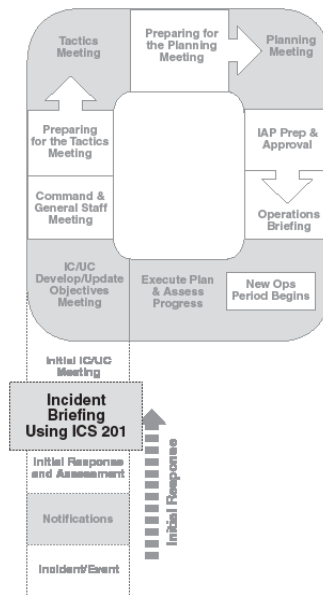 Tactics
Meeting
Preparing for
the Planning
Meeting
Planning
Meeting
Preparing
for the Tactics
Meeting
IAP Prep &
Approval
Command &
General Staff
Meeting
Operations
Briefing
IC/UC
Develop/Update
Objectives
Meeting
Execute Plan
& Assess
Progress
New Ops
Period Begins
Initial IC/UC
Meeting
Incident
Briefing
Using ICS 201
Initial Response
and Assessment
Notifications
Incident/Event
Initial Response